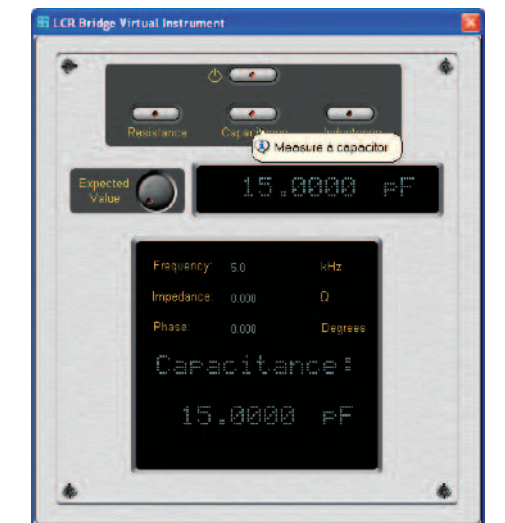 LCR Bridge Virtual Instrument
Resistance
Measure a capacitor
Expected
Value
15.0000 pF
Frequency: 5.0 kHz
Impedance: 0.000 Ω
Phase: 0.000 Degrees
Capacitance:
15.0000 pF